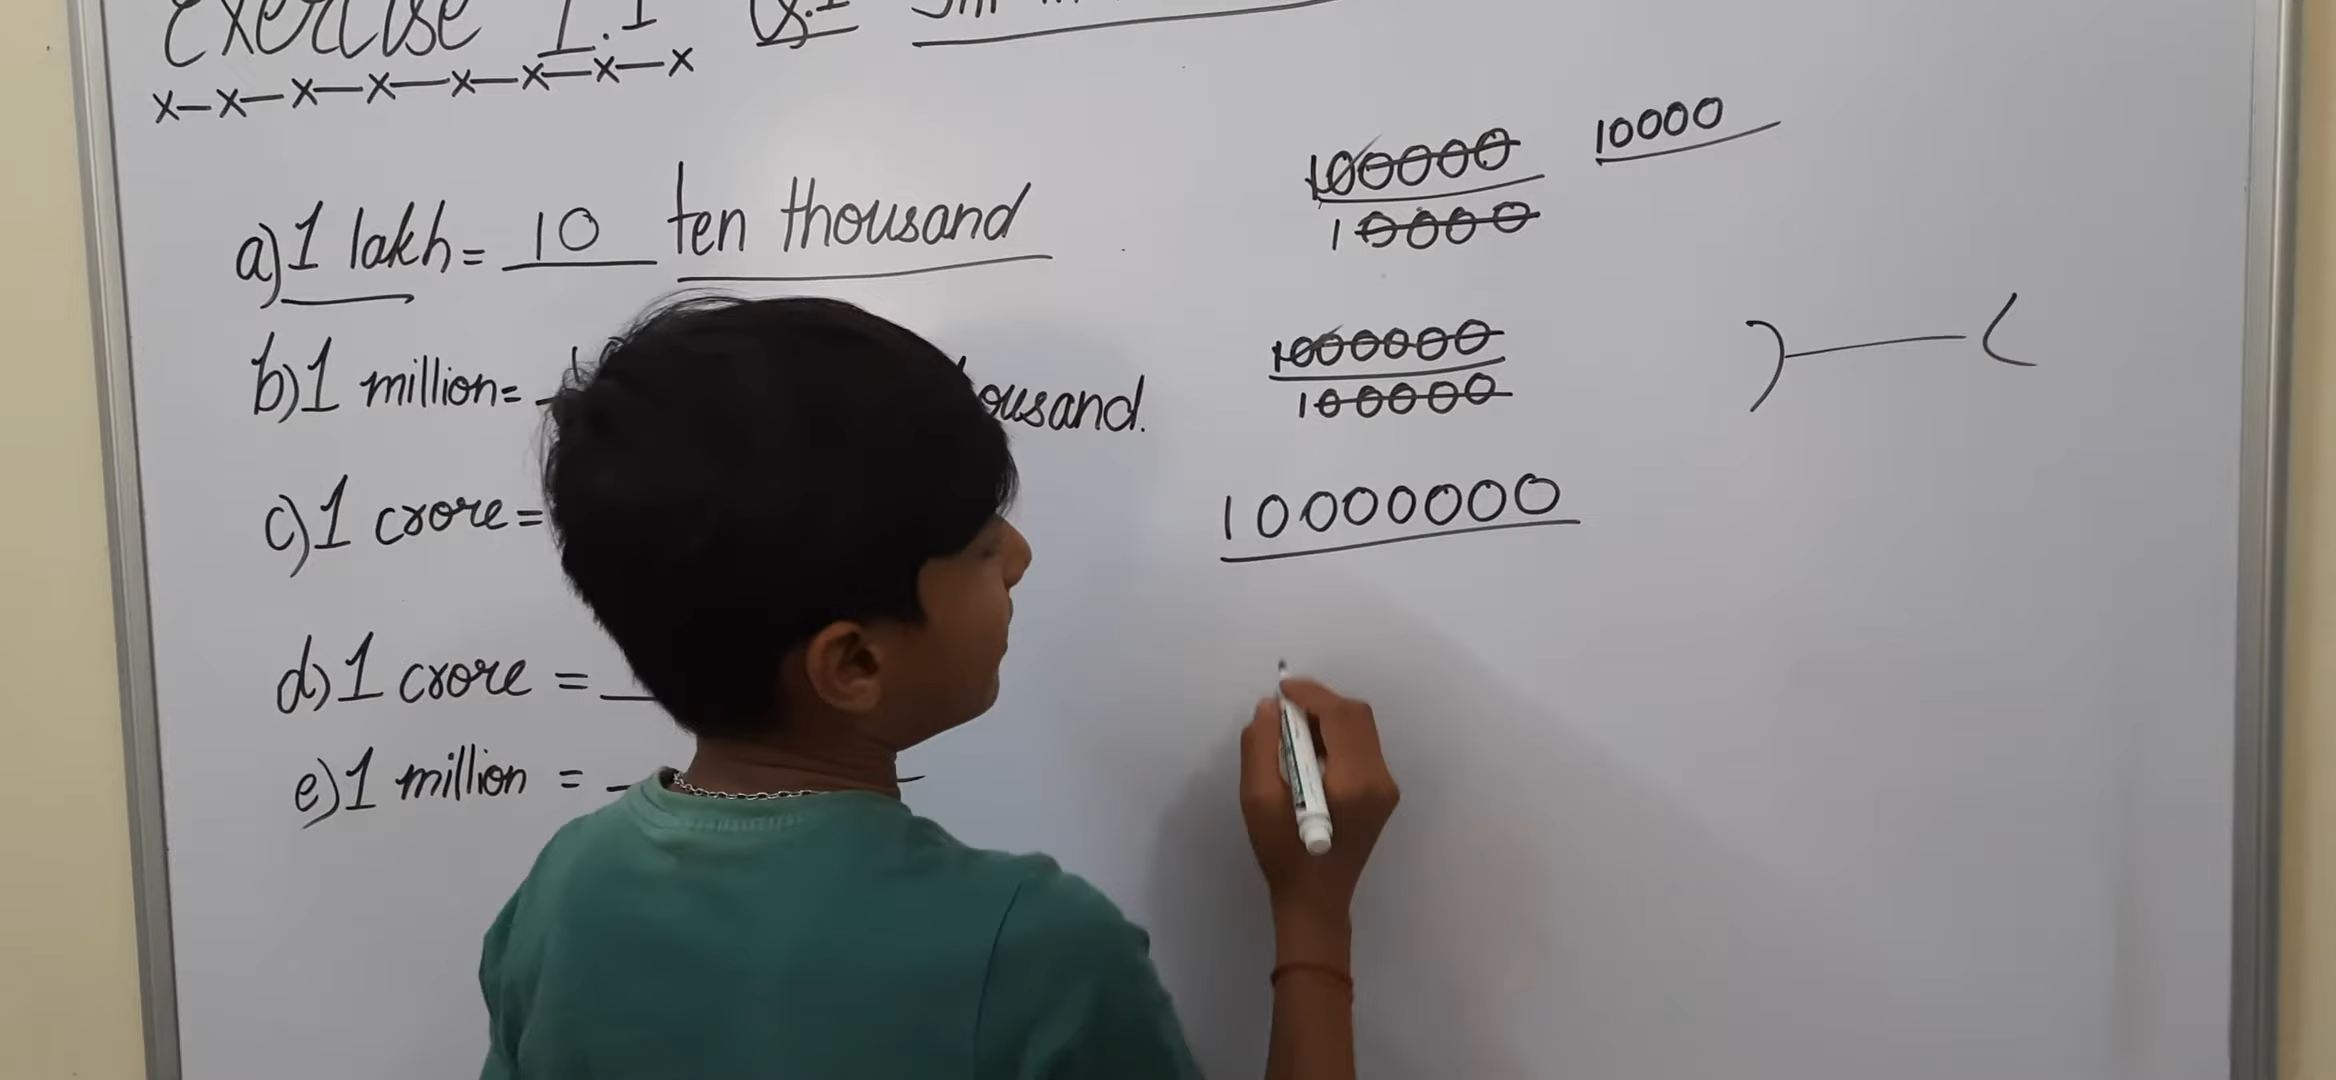 Exercise 1.1 Q.1
x-x-x-x-x-x-x-x
a) 1 lakh = 10 ten thousand
b) 1 million =
c) 1 crore =
d) 1 crore =
e) 1 million =
100000
10000
10000
1000000
100000
10000000